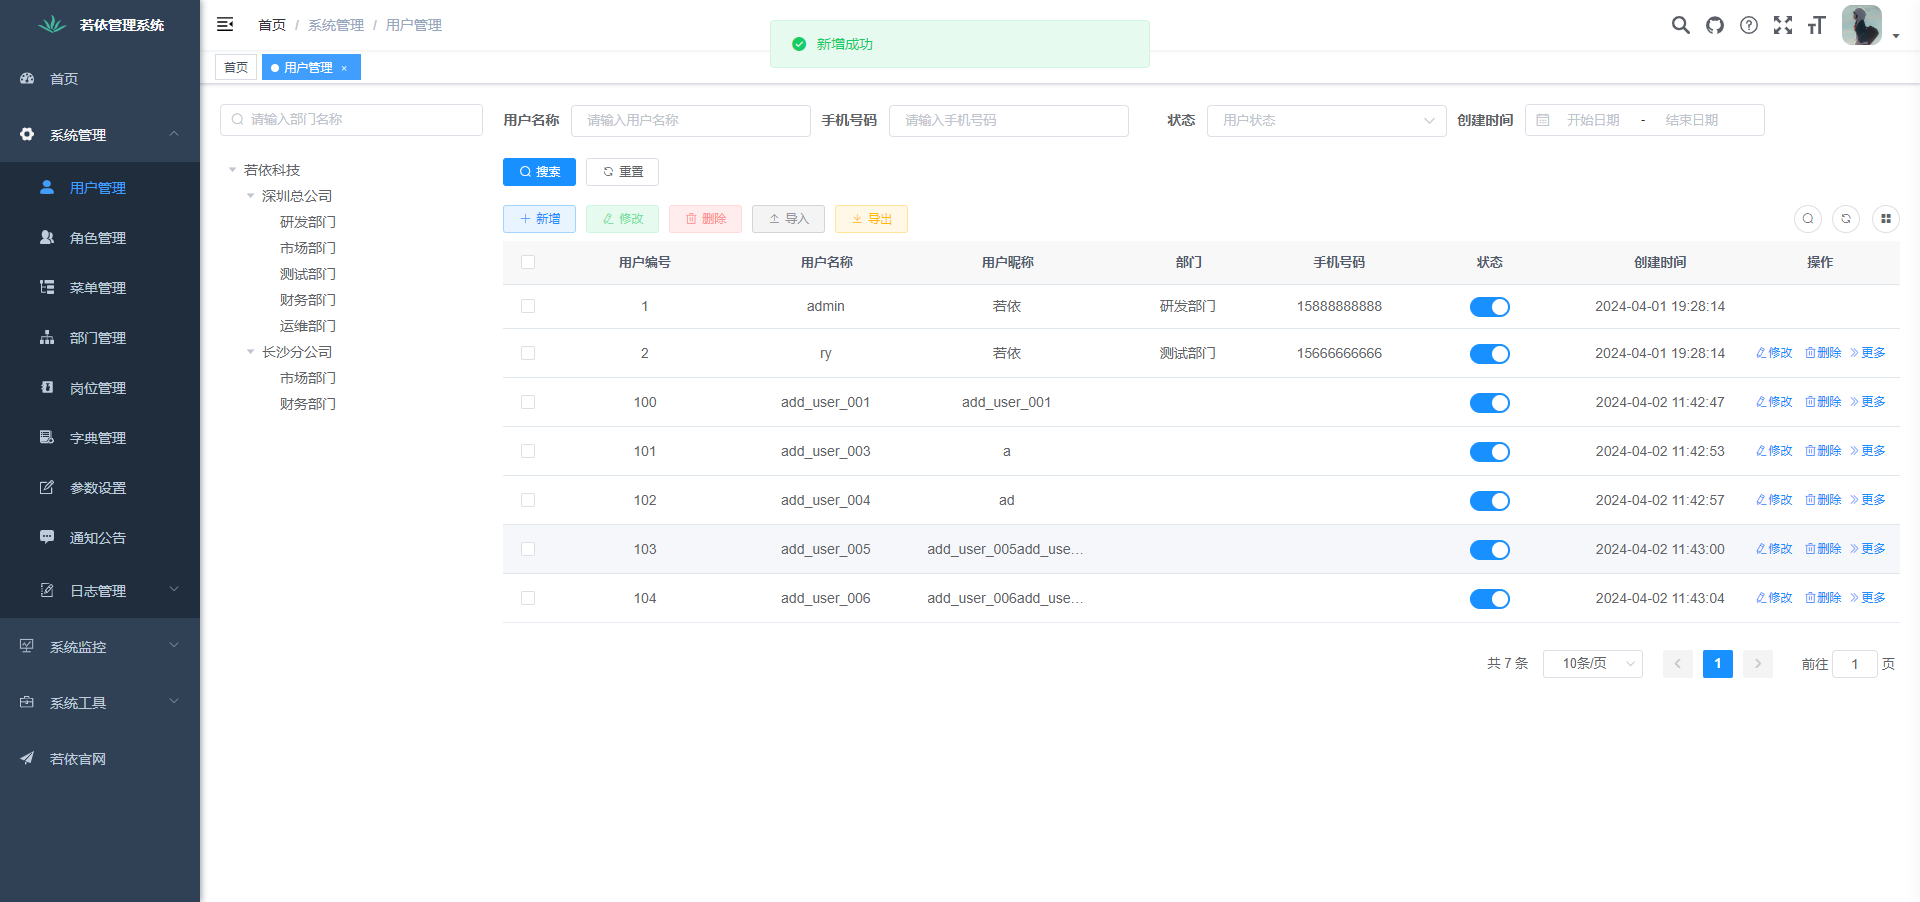 若依管理系统
首页
系统管理
用户管理
角色管理
菜单管理
部门管理
岗位管理
字典管理
参数设置
通知公告
日志管理
系统监控
系统工具
若依官网
首页 / 系统管理 / 用户管理
新增成功
首页
用户管理 ×
请输入部门名称
若依科技
深圳总公司
研发部门
市场部门
测试部门
财务部门
运维部门
长沙分公司
市场部门
财务部门
用户名称 请输入用户名称 手机号码 请输入手机号码 状态 用户状态 创建时间 开始日期 - 结束日期
搜索 重置
新增 修改 删除 导入 导出
用户编号 用户名称 用户昵称 部门 手机号码 状态 创建时间 操作
1 admin 若依 研发部门 15888888888 2024-04-01 19:28:14
2 ry 若依 测试部门 15666666666 2024-04-01 19:28:14 修改 删除 更多
100 add_user_001 add_user_001 2024-04-02 11:42:47 修改 删除 更多
101 add_user_003 a 2024-04-02 11:42:53 修改 删除 更多
102 add_user_004 ad 2024-04-02 11:42:57 修改 删除 更多
103 add_user_005 add_user_005add_use... 2024-04-02 11:43:00 修改 删除 更多
104 add_user_006 add_user_006add_use... 2024-04-02 11:43:04 修改 删除 更多
共 7 条 10条/页 1 前往 1 页